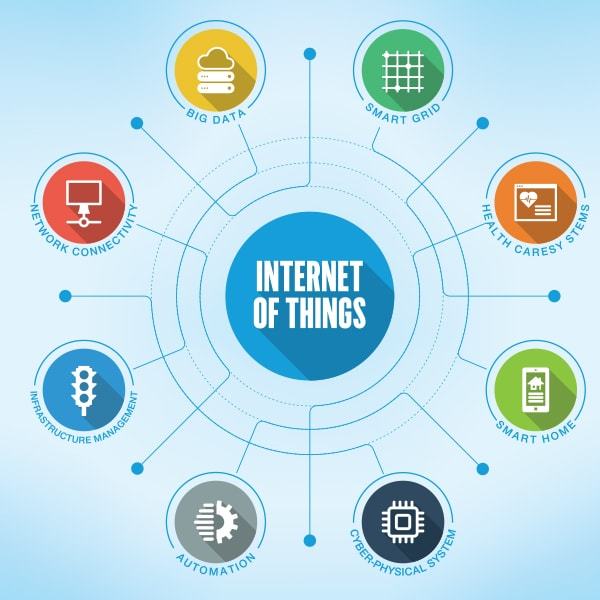 BIG DATA
SMART GRID
NETWORK CONNECTIVITY
HEALTH CARESY STEMS
INTERNET
OF THINGS
INFRASTRUCTURE MANAGEMENT
SMART HOME
AUTOMATION
CYBER-PHYSICAL SYSTEM